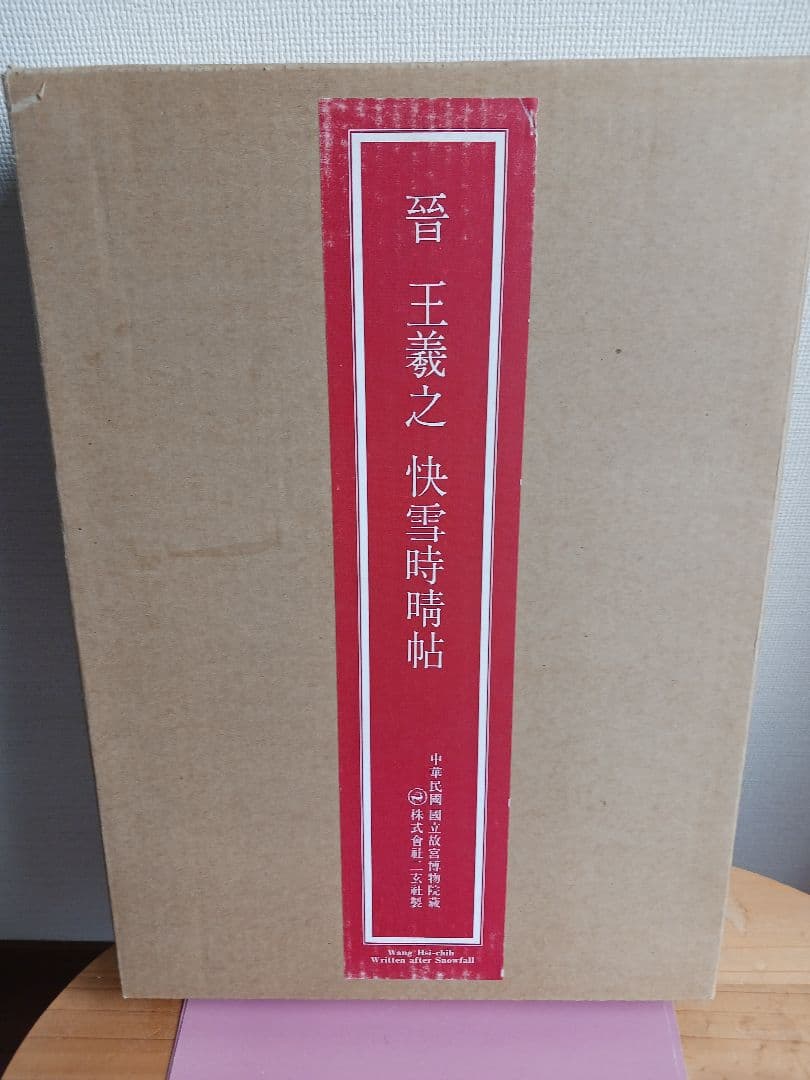 晉 王羲之 快雪時晴帖
中華民國 國立故宮博物院藏
株式會社二玄社製
Wang Hsi-chih
Written after Snowfall